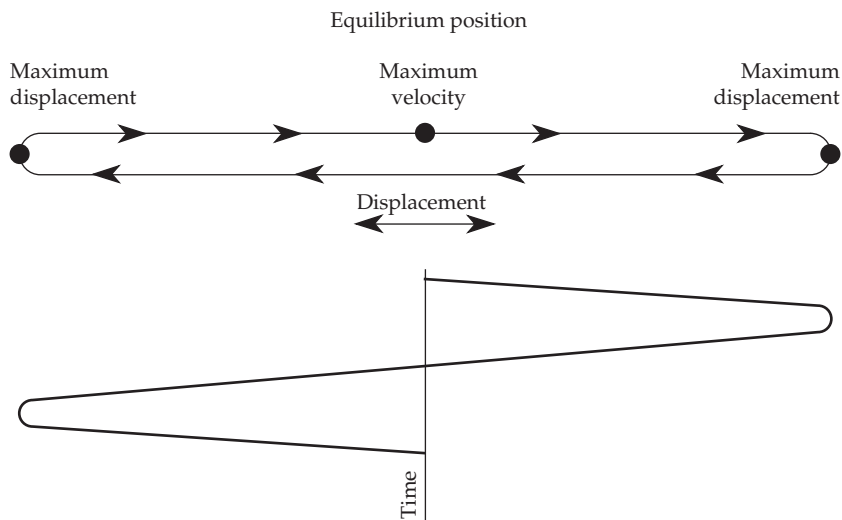 Equilibrium position
Maximum
displacement
Maximum
velocity
Maximum
displacement
Displacement
Time